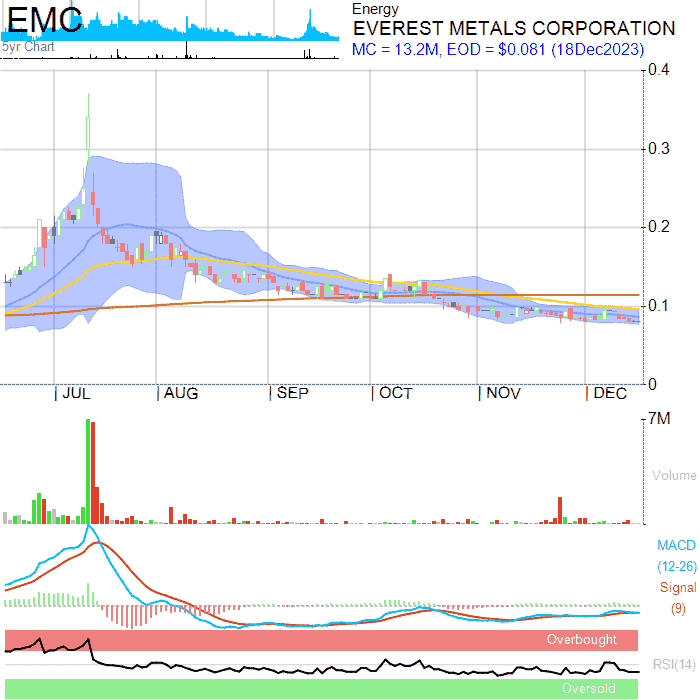 EMC
5yr Chart
Energy
EVEREST METALS CORPORATION
MC = 13.2M, EOD = $0.081 (18Dec2023)
0.4
0.3
0.2
0.1
0
JUL AUG SEP OCT NOV DEC
7M
Volume
MACD
(12-26)
Signal
(9)
Overbought
RSI(14)
Oversold